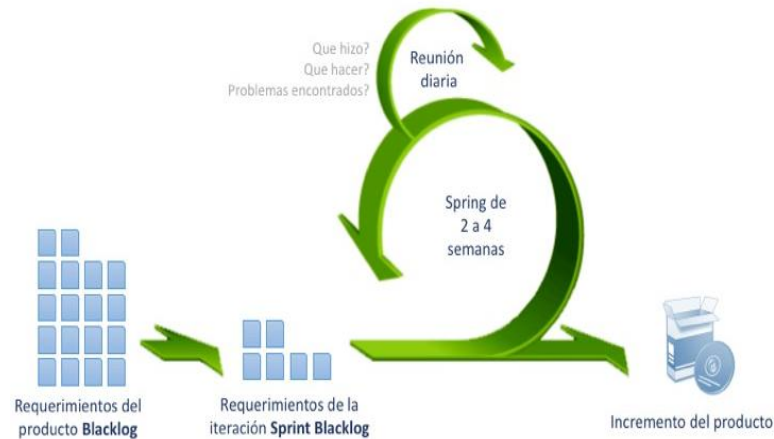 Que hizo?
Que hacer?
Problemas encontrados?
Reunión
diaria
Spring de
2 a 4
semanas
Requerimientos del
producto Blacklog
Requerimientos de la
iteración Sprint Blacklog
Incremento del producto